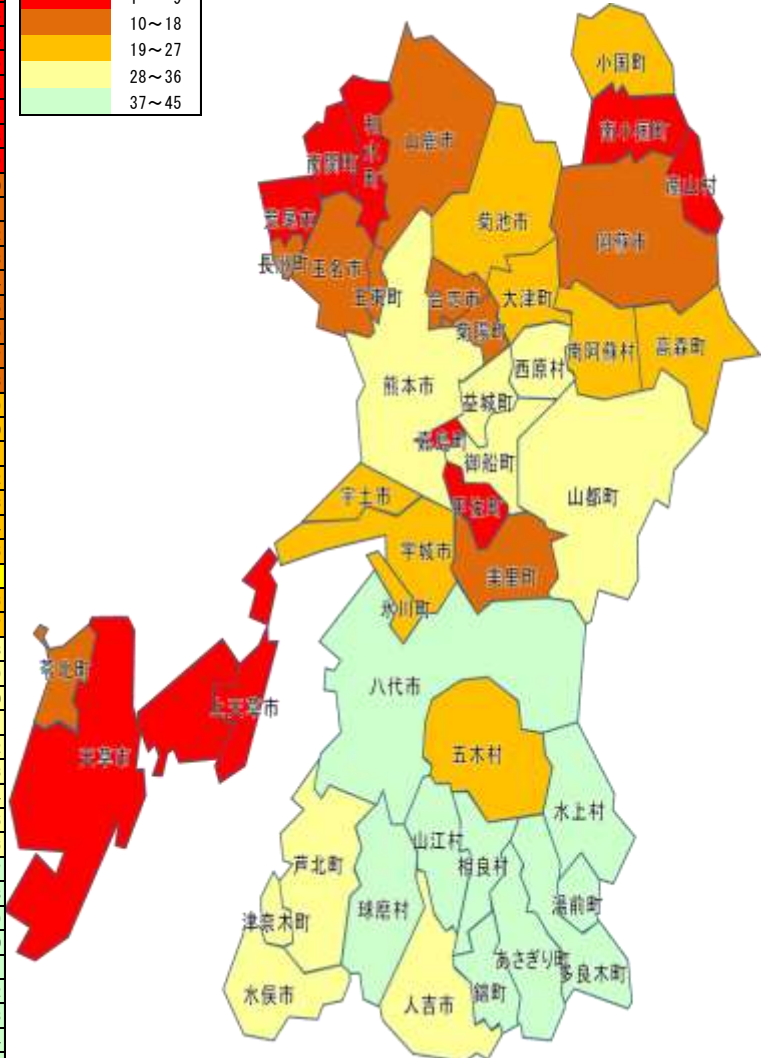 10～18
19～27
28～36
37～45
小国町
南小国町
産山村
和水町
山鹿市
南関町
荒尾市
菊池市
阿蘇市
長洲町
玉名市
玉東町
合志市
大津町
菊陽町
南阿蘇村
高森町
西原村
熊本市
益城町
嘉島町
御船町
宇土市
甲佐町
山都町
宇城市
美里町
氷川町
苓北町
八代市
上天草市
天草市
五木村
水上村
山江村
相良村
芦北町
湯前町
球磨村
津奈木町
あさぎり町
多良木町
水俣市
錦町
人吉市